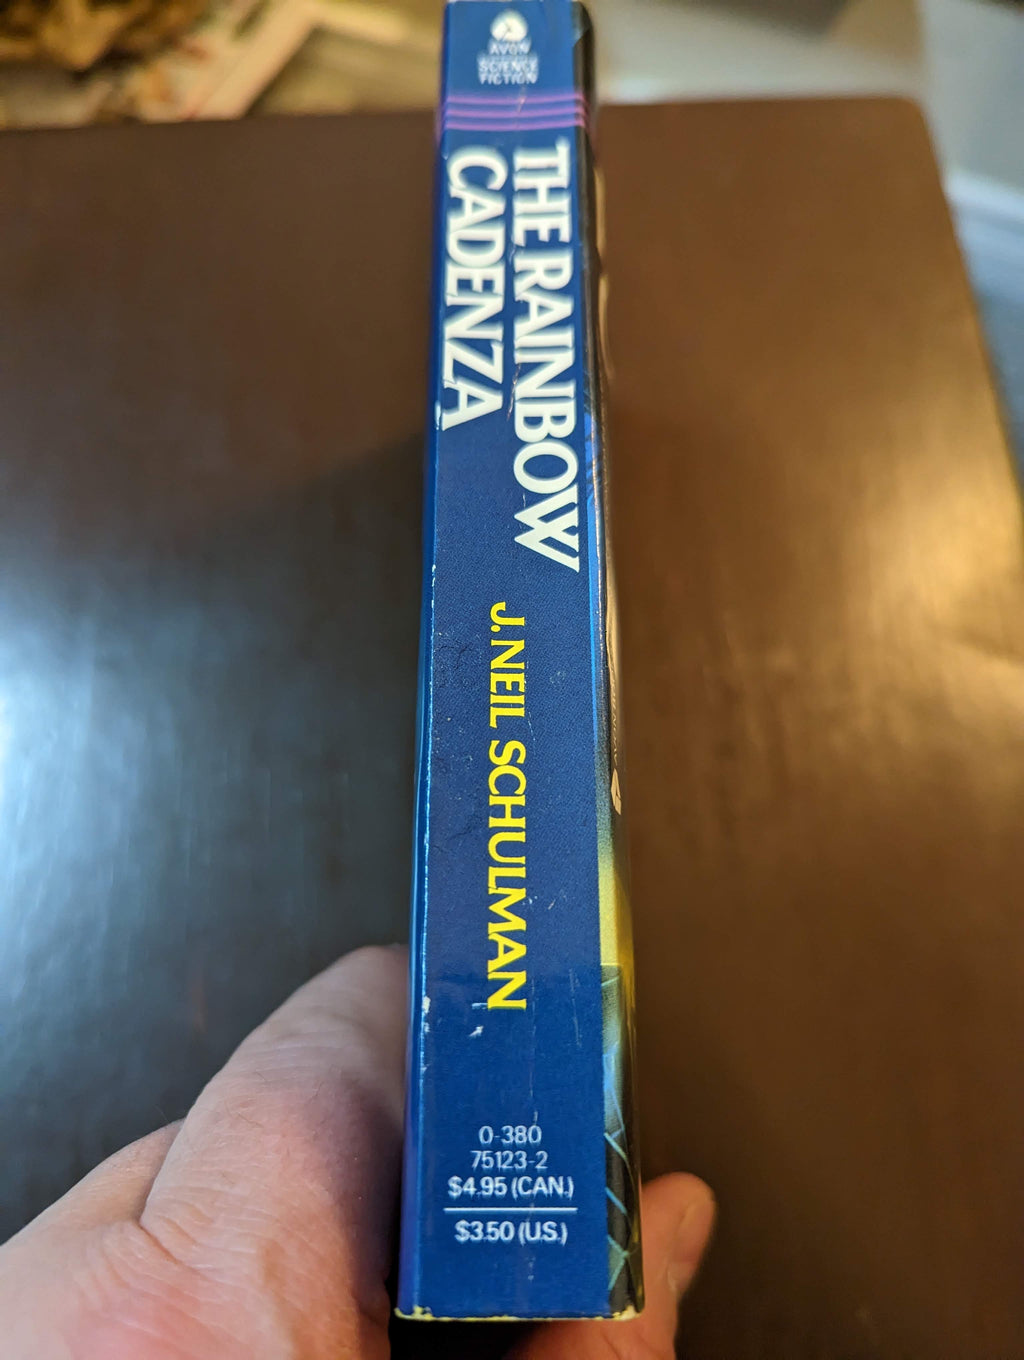 AVON
SCIENCE
FICTION
THE RAINBOW
CADENZA
J. NEIL SCHULMAN
0-380
75123-2
$4.95 (CAN.)
$3.50 (U.S.)